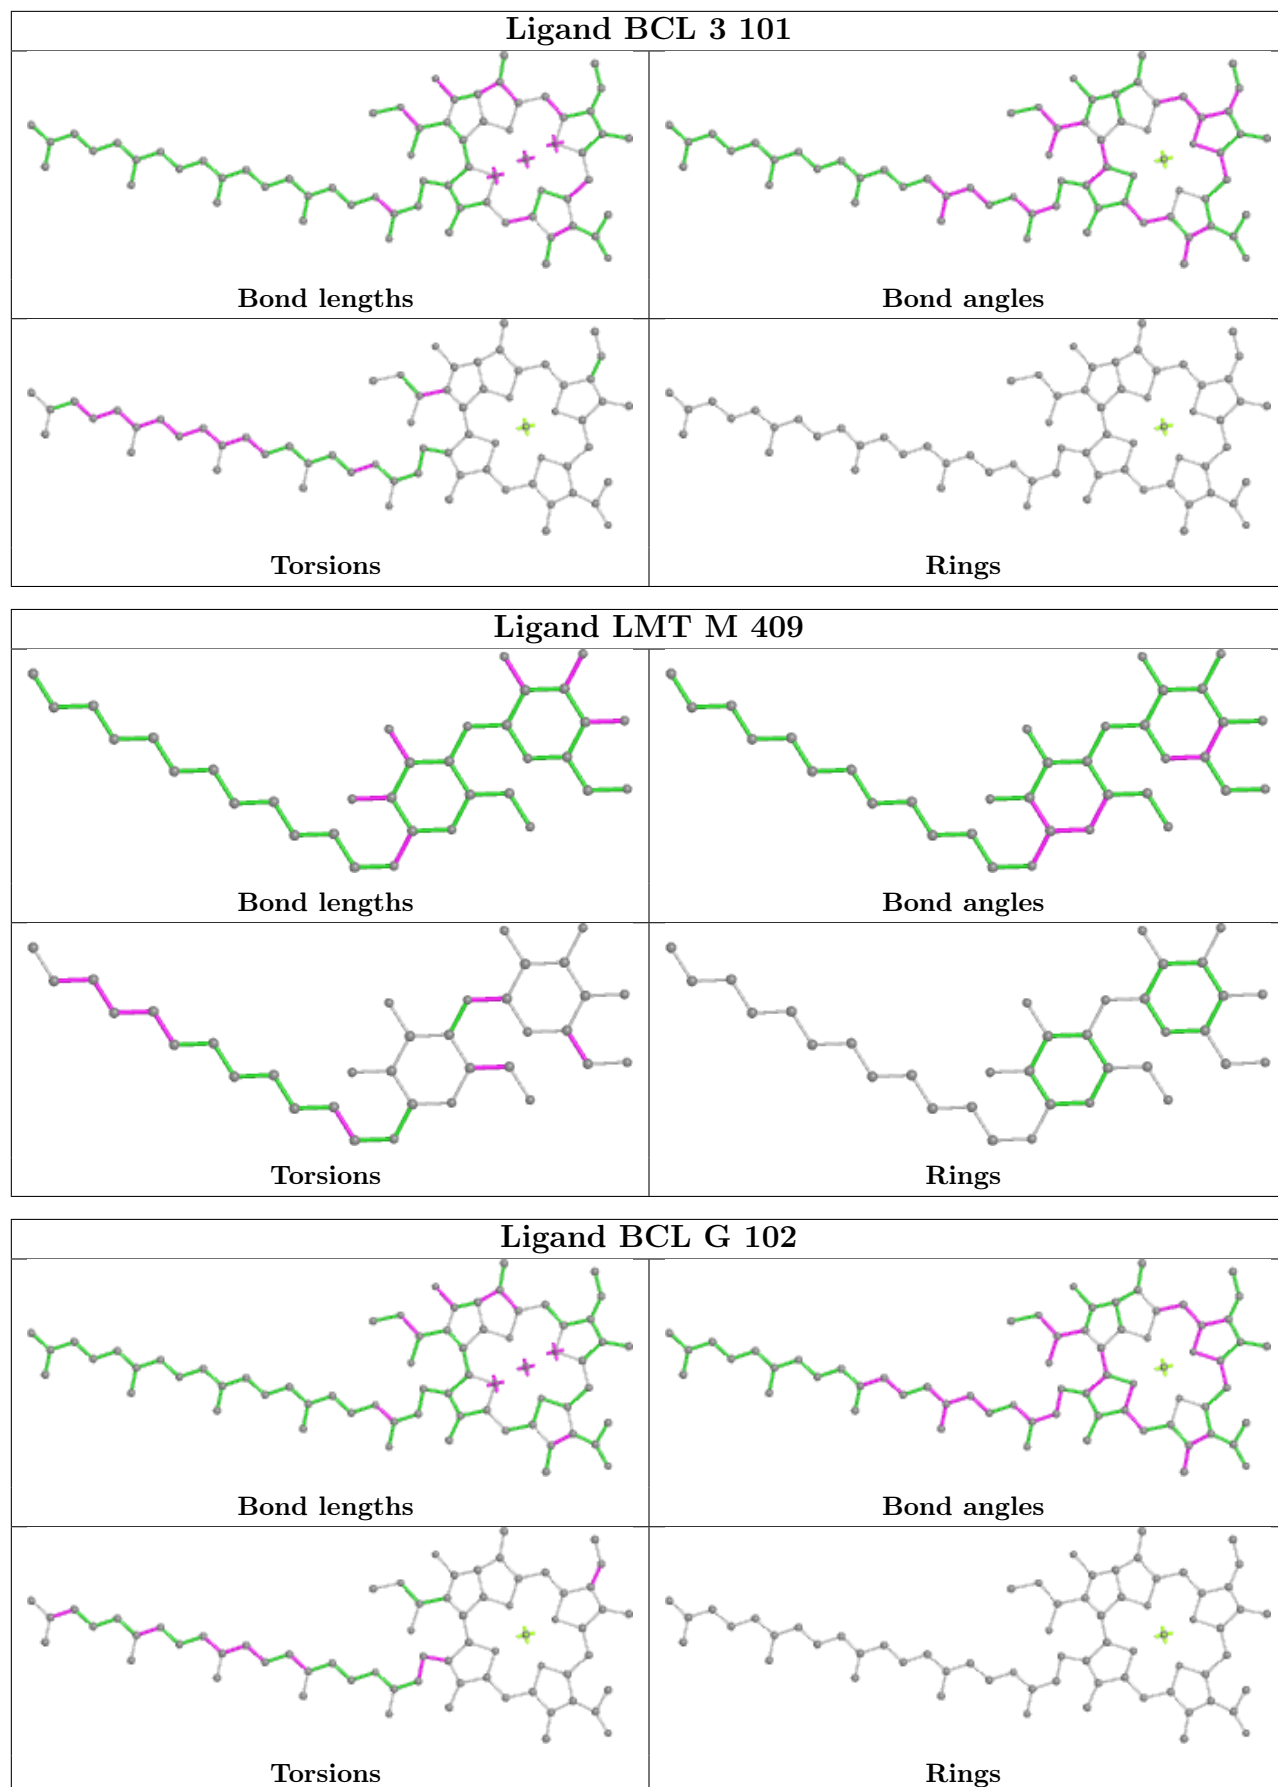 Ligand BCL 3 101
Bond lengths
Bond angles
Torsions
Rings
Ligand LMT M 409
Bond lengths
Bond angles
Torsions
Rings
Ligand BCL G 102
Bond lengths
Bond angles
Torsions
Rings